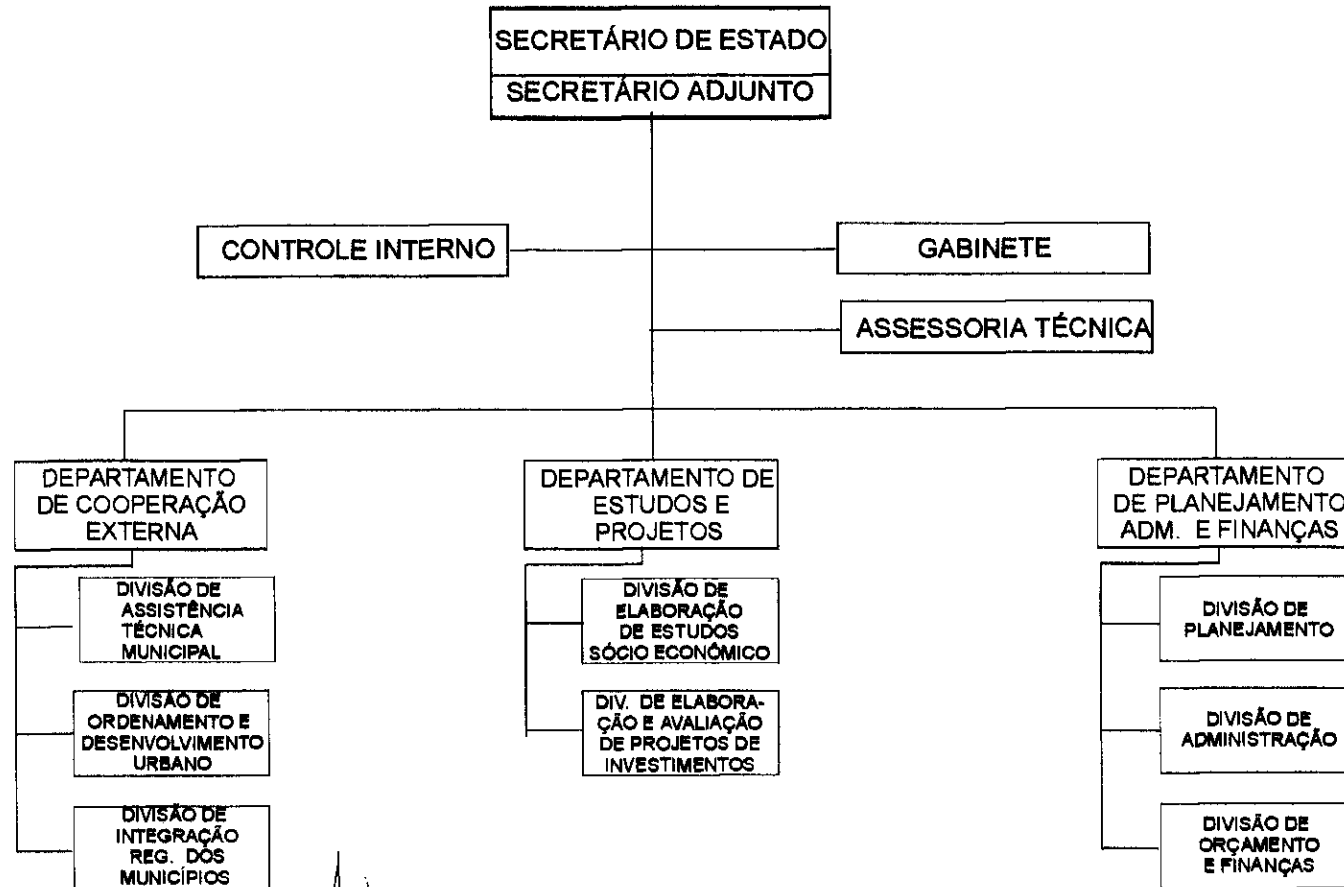 SECRETÁRIO DE ESTADO
SECRETÁRIO ADJUNTO
CONTROLE INTERNO
GABINETE
ASSESSORIA TÉCNICA
DEPARTAMENTO
DE COOPERAÇÃO
EXTERNA
DEPARTAMENTO DE
ESTUDOS E
PROJETOS
DEPARTAMENTO
DE PLANEJAMENTO
ADM. E FINANÇAS
DIVISÃO DE
ASSISTÊNCIA
TÉCNICA
MUNICIPAL
DIVISÃO DE
ORDENAMENTO E
DESENVOLVIMENTO
URBANO
DIVISÃO DE
INTEGRAÇÃO
REG. DOS
MUNICÍPIOS
DIVISÃO DE
ELABORAÇÃO
DE ESTUDOS
SÓCIO ECONÔMICO
DIV. DE ELABORA-
ÇÃO E AVALIAÇÃO
DE PROJETOS DE
INVESTIMENTOS
DIVISÃO DE
PLANEJAMENTO
DIVISÃO DE
ADMINISTRAÇÃO
DIVISÃO DE
ORÇAMENTO
E FINANÇAS